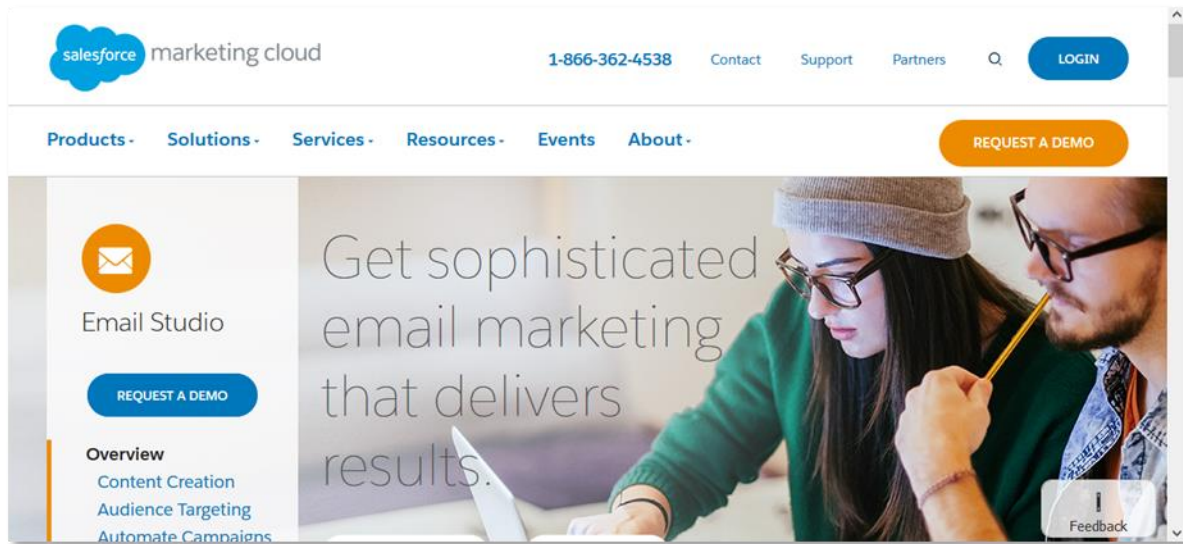 salesforce marketing cloud
1-866-362-4538 Contact Support Partners LOGIN
Products Solutions Services Resources Events About REQUEST A DEMO
Email Studio
REQUEST A DEMO
Overview
Content Creation
Audience Targeting
Automate Campaigns
Get sophisticated
email marketing
that delivers
results.
Feedback